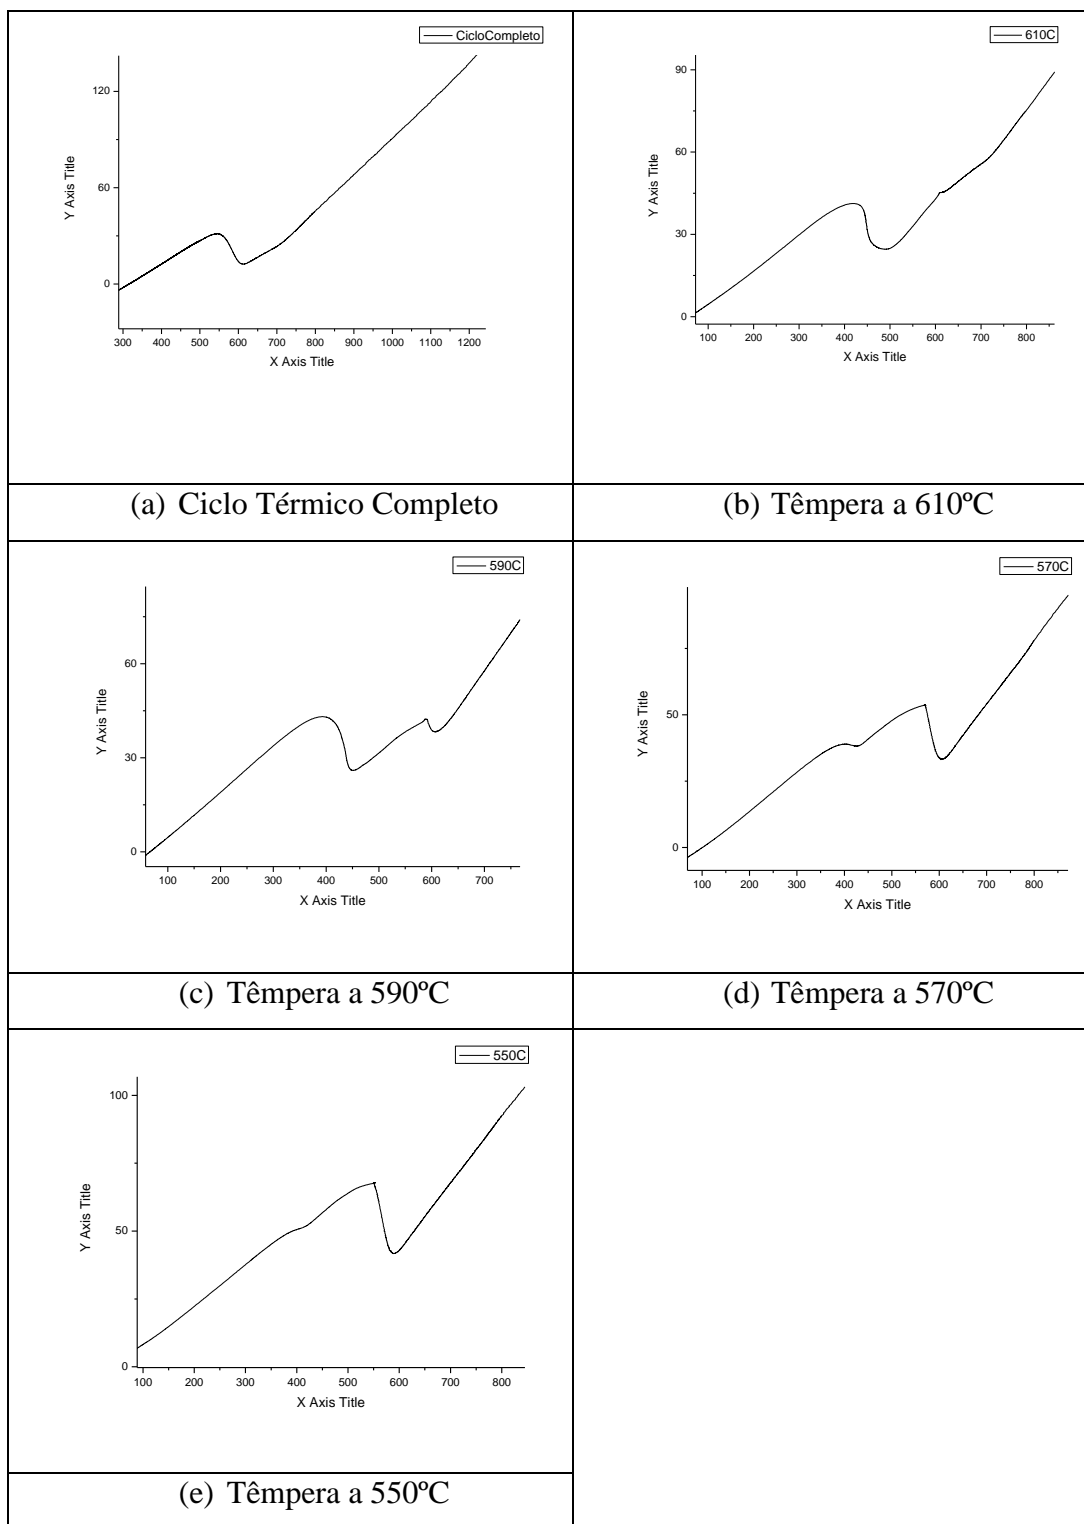 CicloCompleto
120
60
0
Y Axis Title
300 400 500 600 700 800 900 1000 1100 1200
X Axis Title
610C
90
60
30
0
Y Axis Title
100 200 300 400 500 600 700 800
X Axis Title
(a) Ciclo Térmico Completo
(b) Têmpera a 610ºC
590C
60
30
0
Y Axis Title
100 200 300 400 500 600 700
X Axis Title
570C
50
0
Y Axis Title
100 200 300 400 500 600 700 800
X Axis Title
(c) Têmpera a 590ºC
(d) Têmpera a 570ºC
550C
100
50
0
Y Axis Title
100 200 300 400 500 600 700 800
X Axis Title
(e) Têmpera a 550ºC